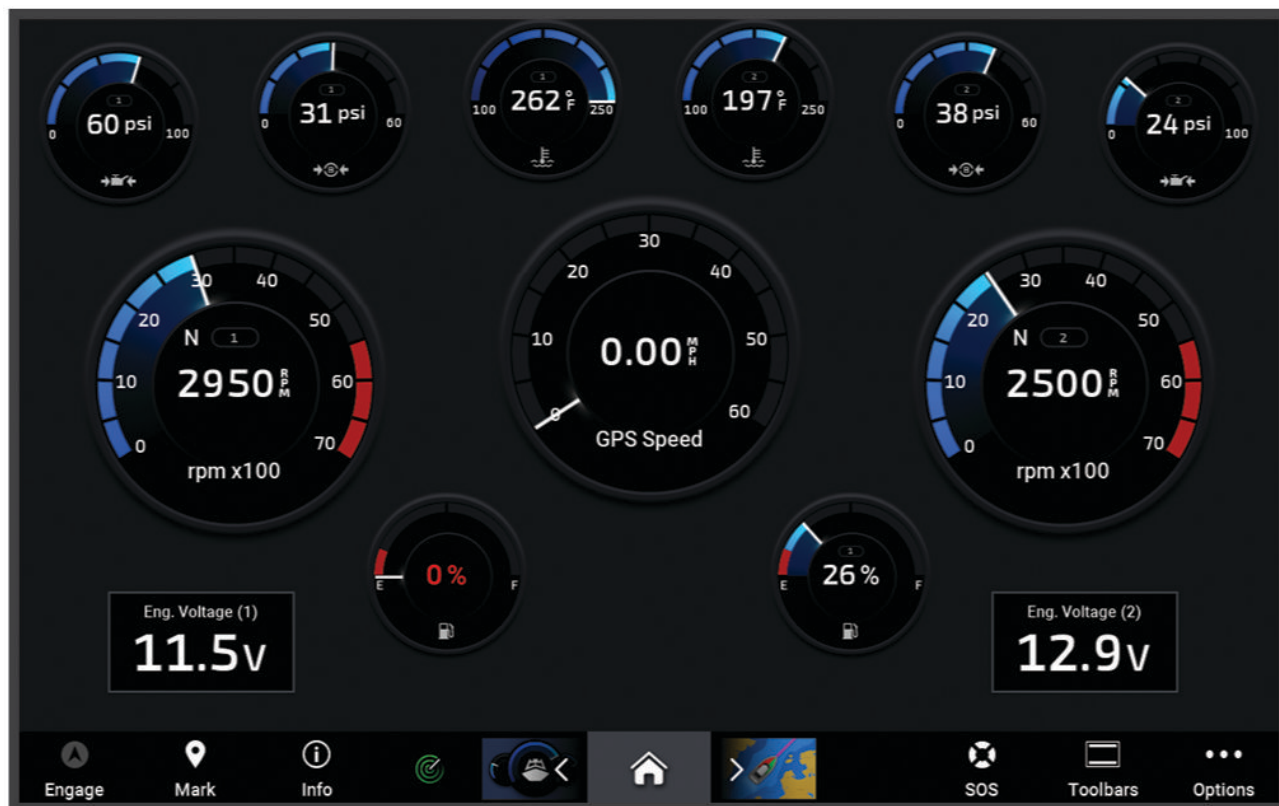 1
60 psi
0
100
1
31 psi
0
60
1
262 °F
100
250
2
197 °F
100
250
2
38 psi
0
60
2
24 psi
0
100
0
10
20
30
40
50
60
70
N
1
2950 RPM
rpm x100
0
10
20
30
40
50
60
0.00 MPH
GPS Speed
0
10
20
30
40
50
60
70
N
2
2500 RPM
rpm x100
0%
E
F
1
26%
E
F
Eng. Voltage (1)
11.5v
Eng. Voltage (2)
12.9v
Engage
Mark
Info
SOS
Toolbars
Options